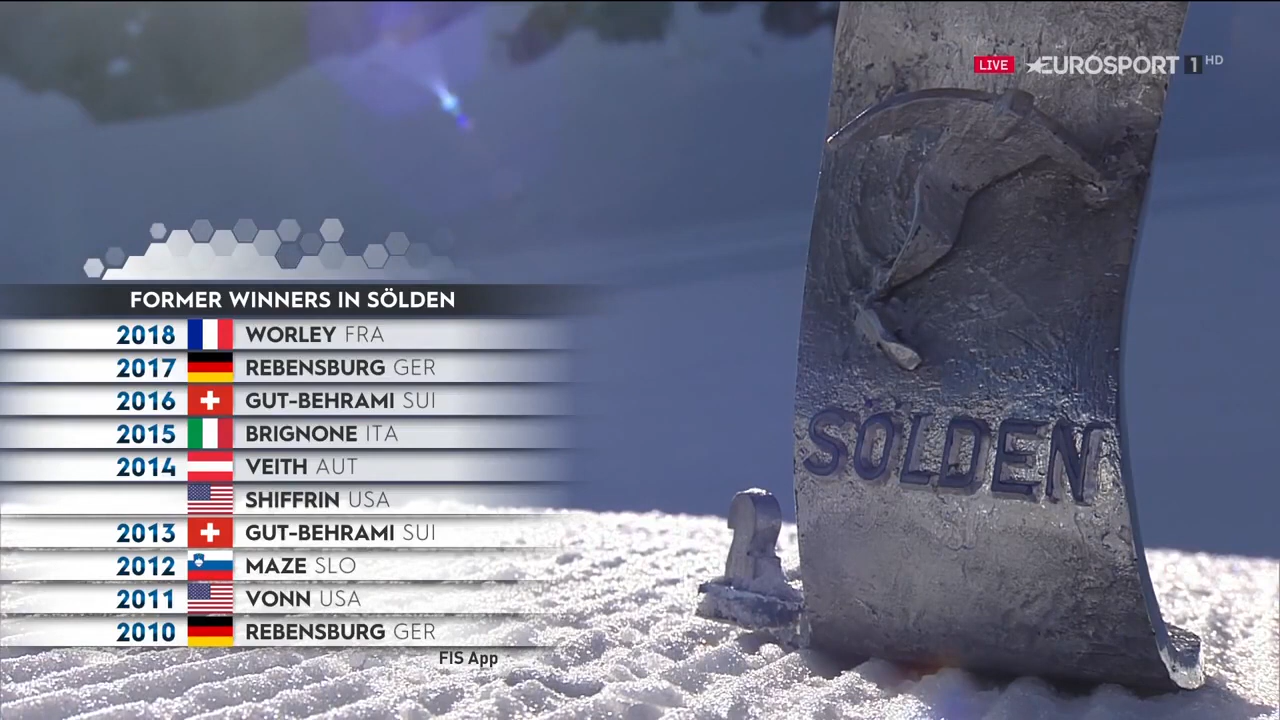 LIVE EUROSPORT 1 HD
FORMER WINNERS IN SÖLDEN
2018 WORLEY FRA
2017 REBENSBURG GER
2016 GUT-BEHRAMI SUI
2015 BRIGNONE ITA
2014 VEITH AUT
SHIFFRIN USA
2013 GUT-BEHRAMI SUI
2012 MAZE SLO
2011 VONN USA
2010 REBENSBURG GER
FIS App
SÖLDEN